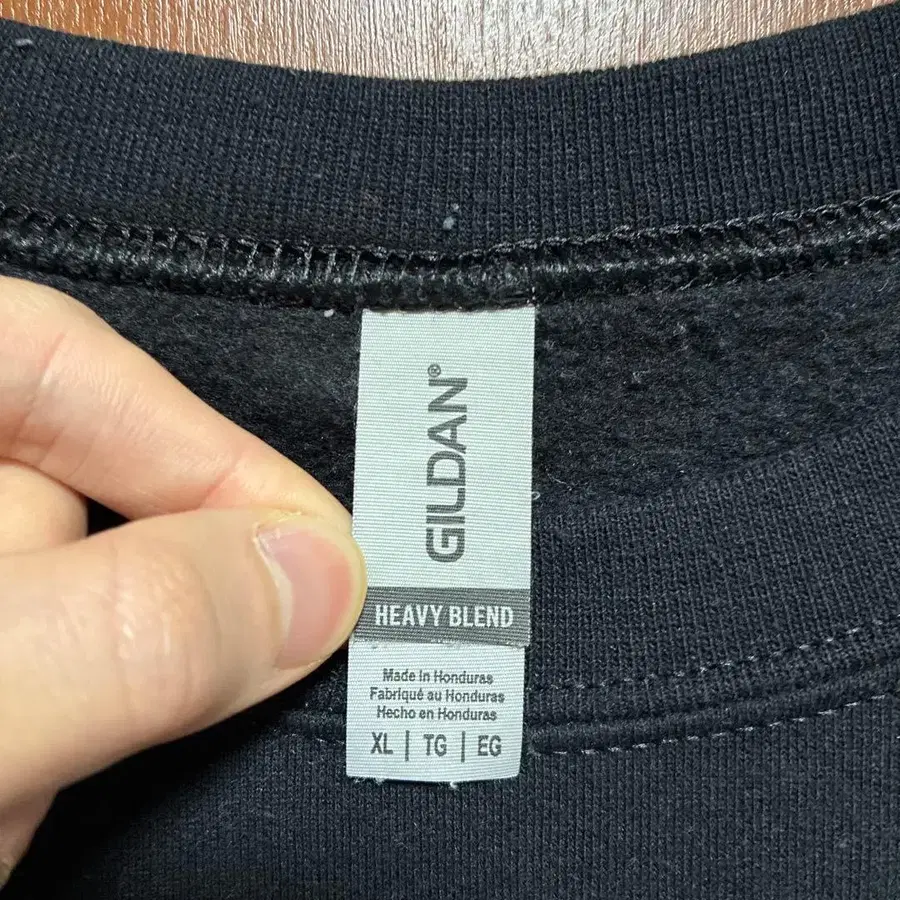 GILDAN®
HEAVY BLEND
Made in Honduras
Fabriqué au Honduras
Hecho en Honduras
XL | TG | EG